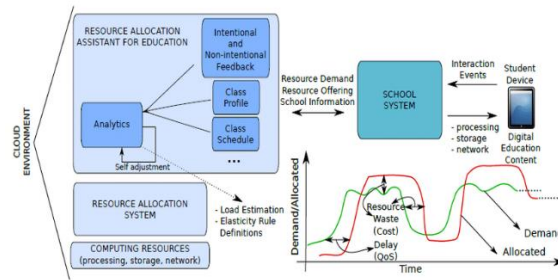 RESOURCE ALLOCATION
ASSISTANT FOR EDUCATION
Intentional
and
Non-intentional
Feedback
Class
Profile
Class
Schedule
...
Analytics
Self adjustment
CLOUD
ENVIRONMENT
RESOURCE ALLOCATION
SYSTEM
COMPUTING RESOURCES
(processing, storage, network)
- Load Estimation
- Elasticity Rule
Definitions
Resource Demand
Resource Offering
School Information
SCHOOL
SYSTEM
Interaction
Events
Student
Device
- processing
- storage
- network
Digital
Education
Content
Demand/Allocated
Resource
Waste
(Cost)
Delay
(QoS)
Demand
Allocated
Time